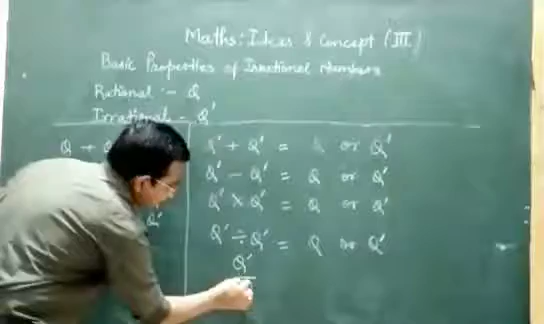 Maths: Ideas & Concept (III)
Basic Properties of Irrational Numbers
Rational :- Q
Irrational - Q'
Q +
Q' + Q' = Q or Q'
Q' - Q' = Q or Q'
Q' × Q' = Q or Q'
Q'
Q' ÷ Q' = Q or Q'
Q'